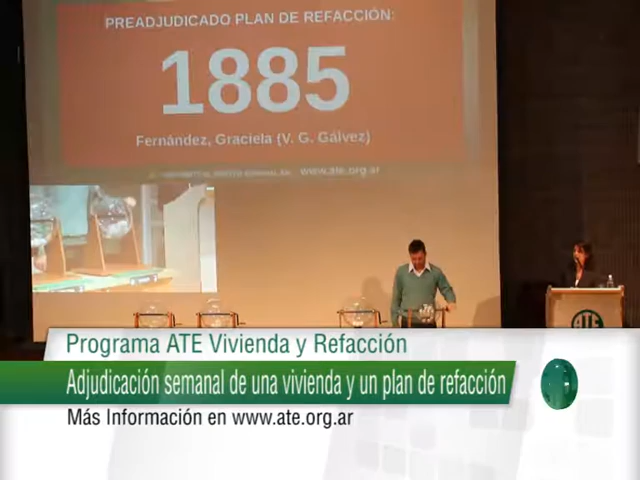 PREADJUDICADO PLAN DE REFACCIÓN:
1885
Fernández, Graciela (V. G. Gálvez)
www.ate.org.ar
ATE
Programa ATE Vivienda y Refacción
Adjudicación semanal de una vivienda y un plan de refacción
Más Información en www.ate.org.ar